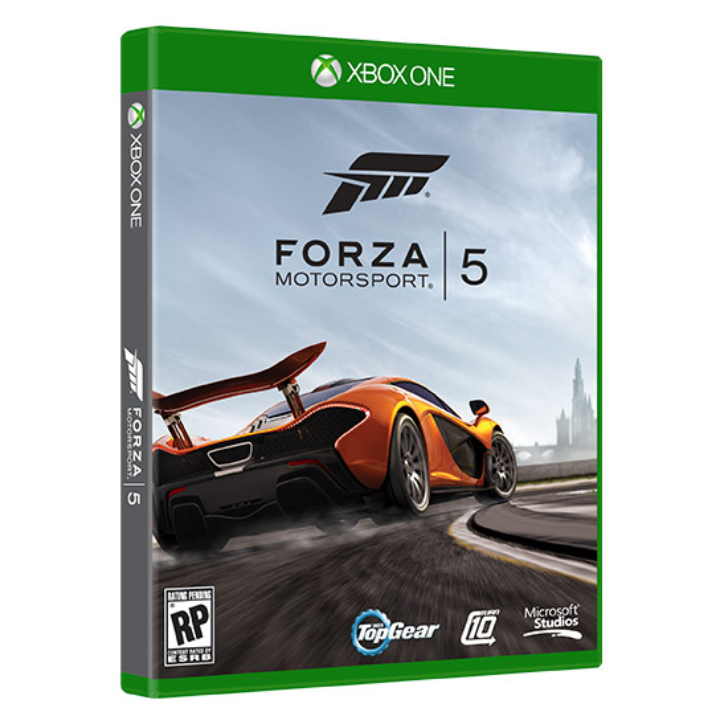 XBOX ONE
FORZA
MOTORSPORT® | 5
XBOX ONE
FORZA
MOTORSPORT® | 5
RATING PENDING
RP
CONTENT RATED BY
ESRB
TopGear
TURN
10
Microsoft®
Studios